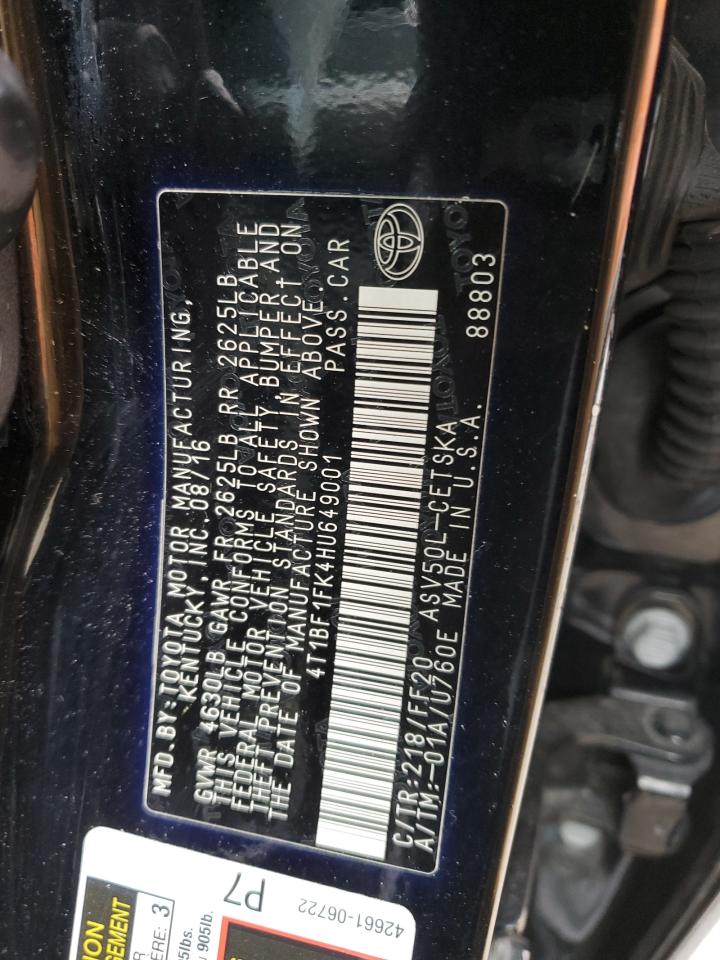 MFD.BY:TOYOTA MOTOR MANUFACTURING,
KENTUCKY, INC. 08/16
GVWR 4630LB GAWR FR 2625LB RR 2625LB
THIS VEHICLE CONFORMS TO ALL APPLICABLE
FEDERAL MOTOR VEHICLE SAFETY, BUMPER AND
THEFT PREVENTION STANDARDS IN EFFECT ON
THE DATE OF MANUFACTURE SHOWN ABOVE.
4T1BF1FK4HU649001 PASS.CAR
C/TR:218/FF20 ASV50L-CETSKA
A/TM:-01A/U760E MADE IN U.S.A. 88803
P7
42661-06722